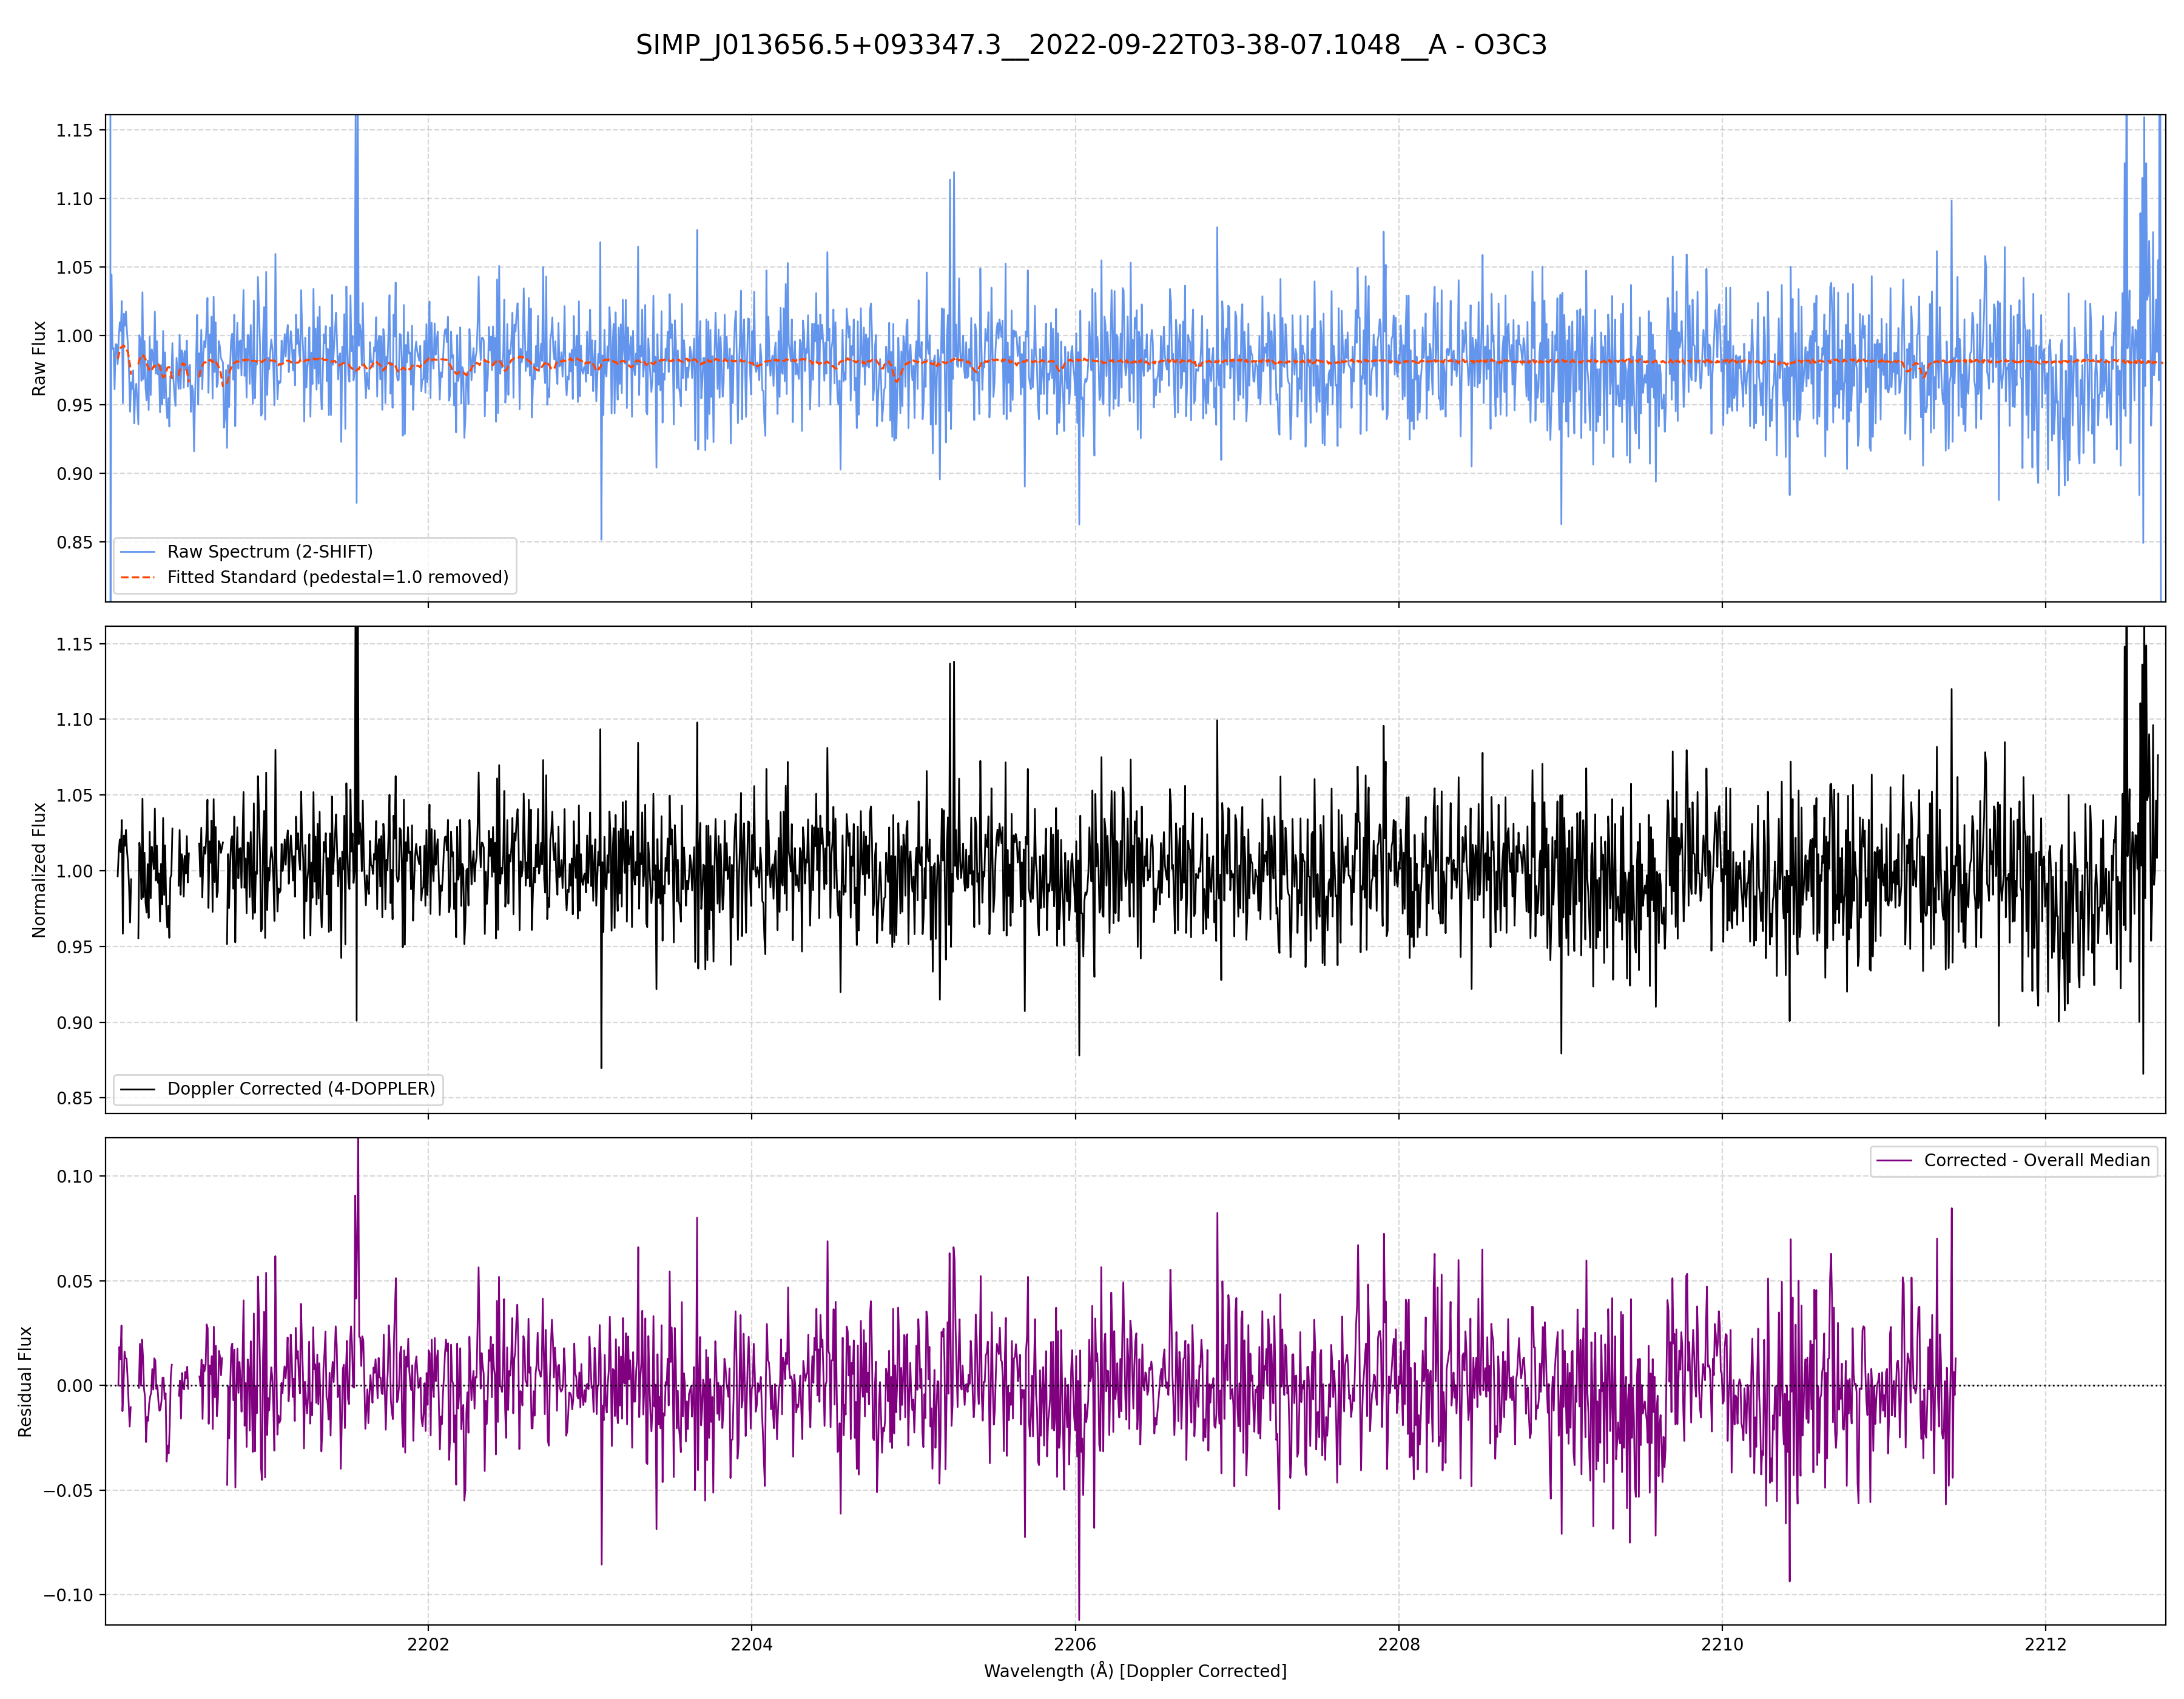 SIMP_J013656.5+093347.3__2022-09-22T03-38-07.1048__A - O3C3
1.15
1.10
1.05
1.00
0.95
0.90
0.85
Raw Flux
Raw Spectrum (2-SHIFT)
Fitted Standard (pedestal=1.0 removed)
1.15
1.10
1.05
1.00
0.95
0.90
0.85
Normalized Flux
Doppler Corrected (4-DOPPLER)
0.10
0.05
0.00
−0.05
−0.10
Residual Flux
Corrected - Overall Median
2202 2204 2206 2208 2210 2212
Wavelength (Å) [Doppler Corrected]